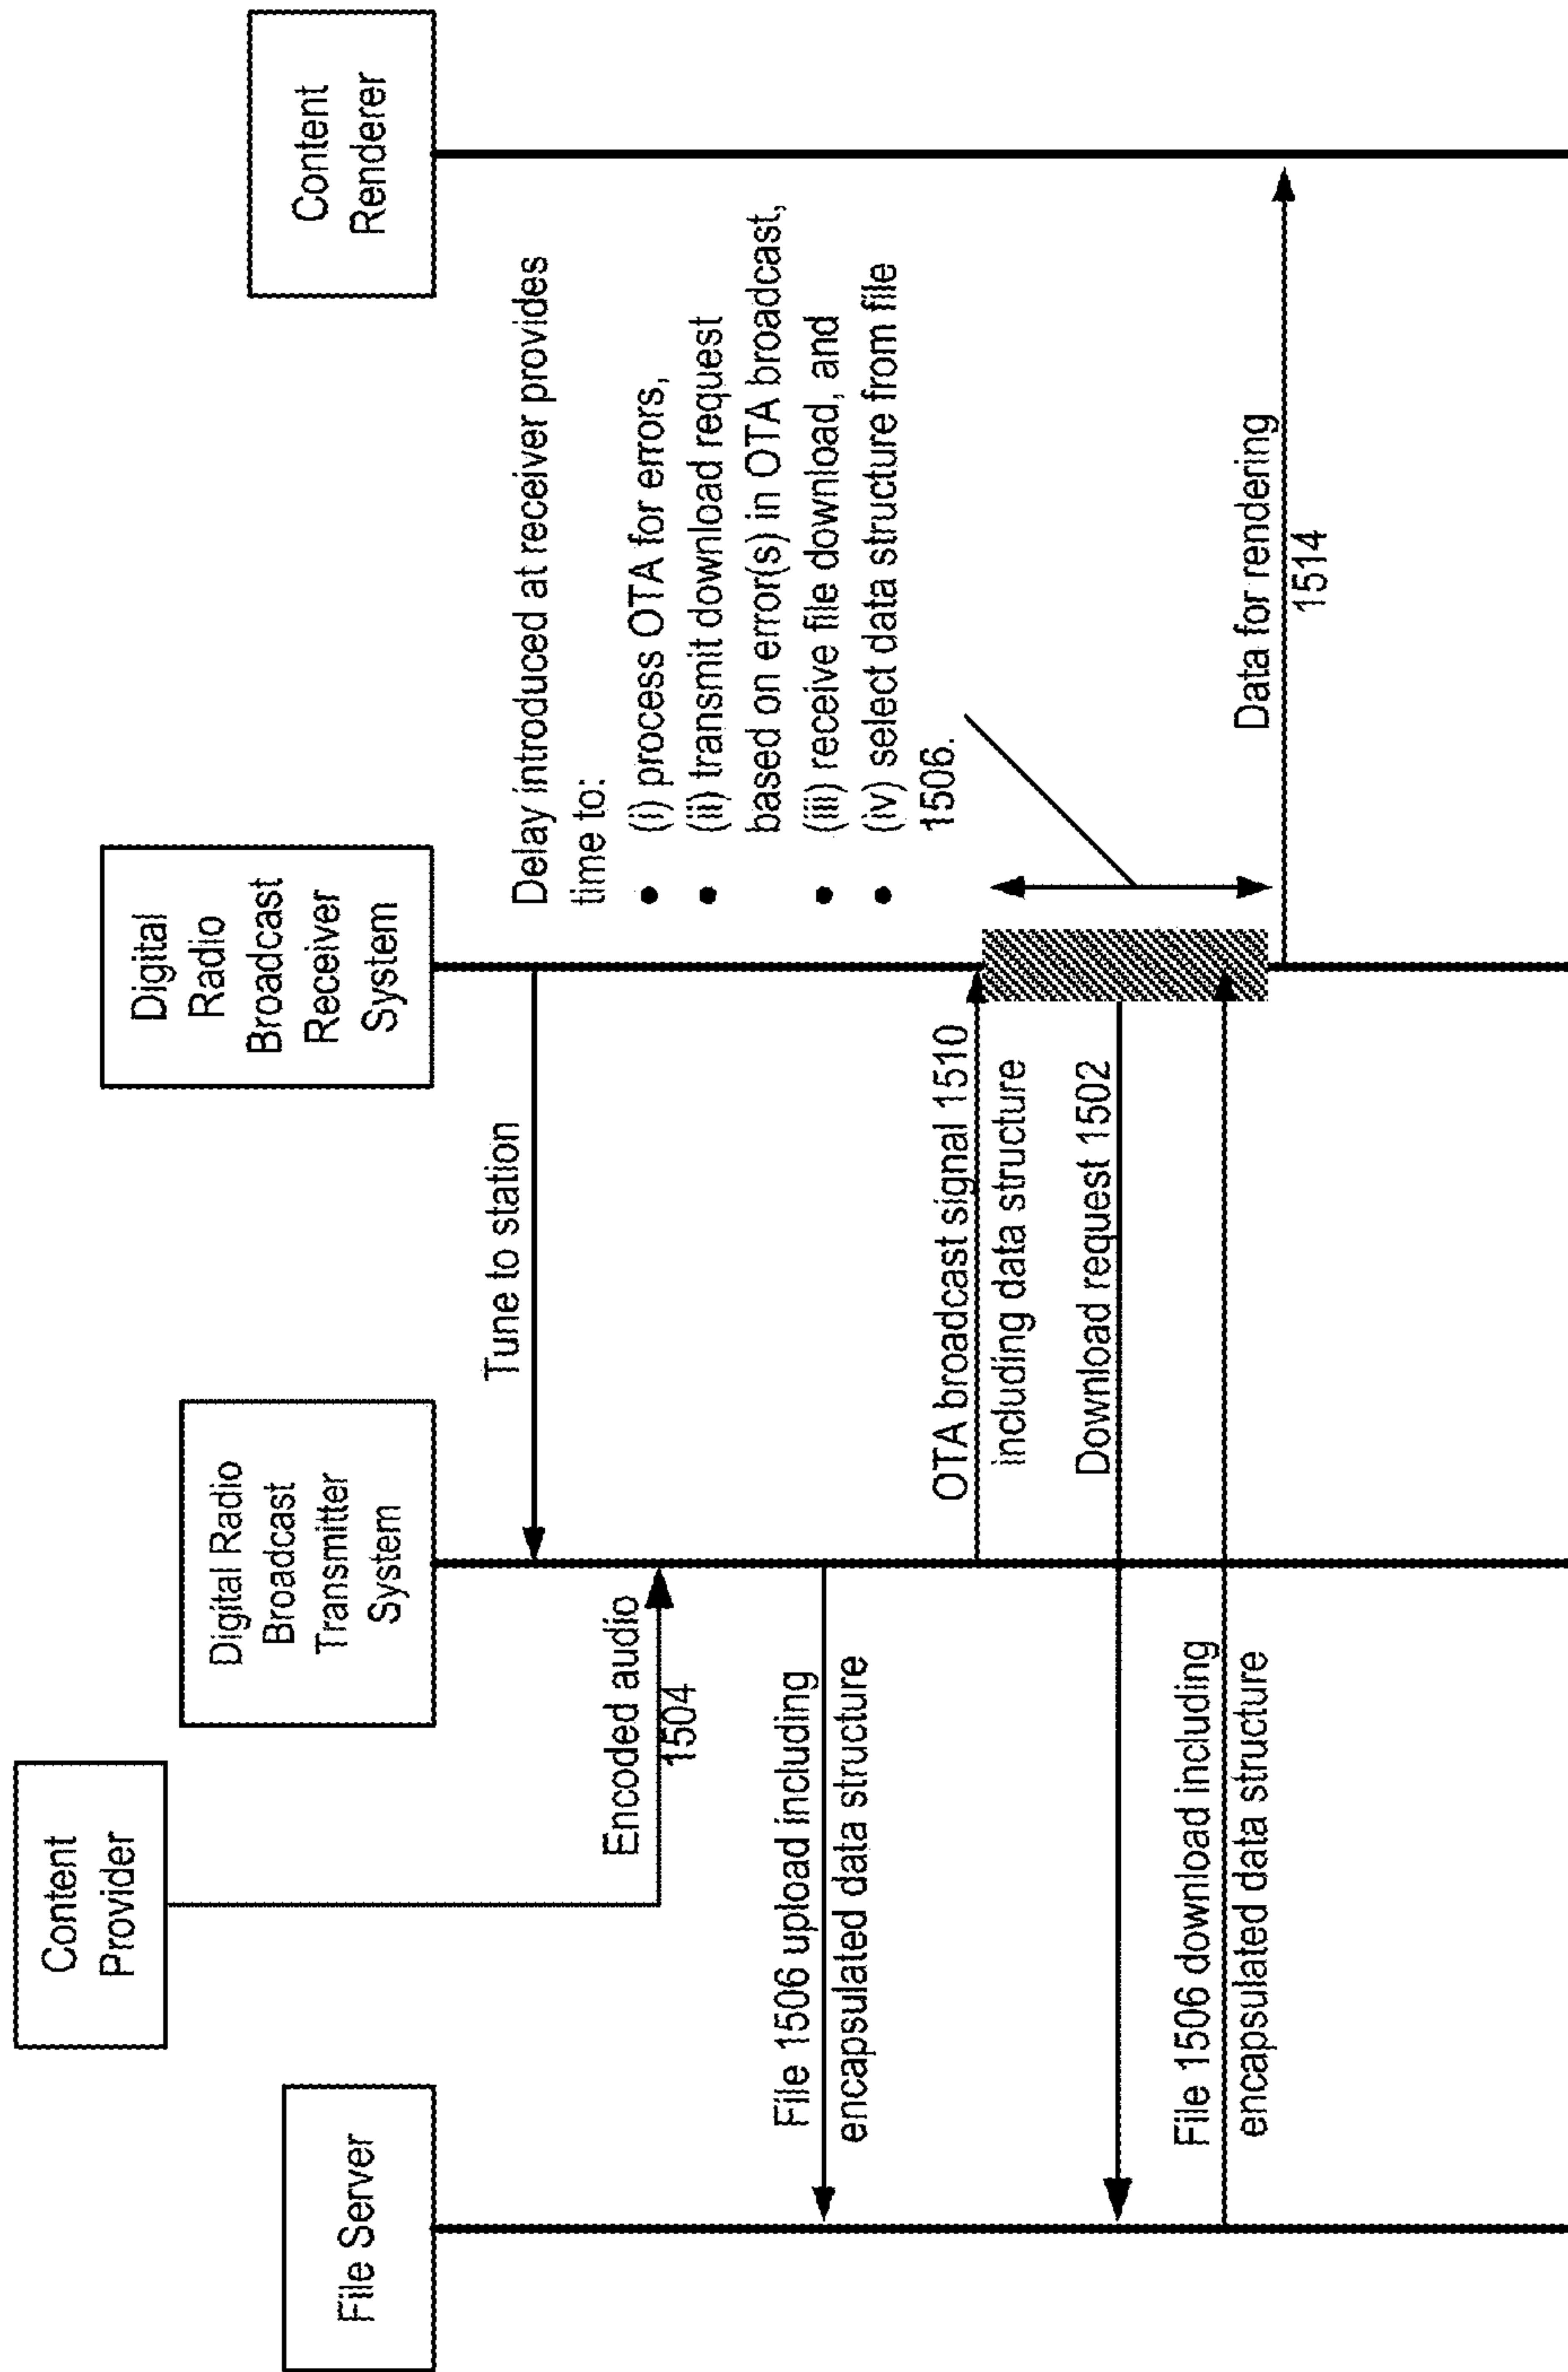 File Server
Content
Provider
Digital Radio
Broadcast
Transmitter
System
Digital
Radio
Broadcast
Receiver
System
Content
Renderer
Tune to station
Encoded audio
1504
File 1506 upload including
encapsulated data structure
OTA broadcast signal 1510
including data structure
Download request 1502
File 1506 download including
encapsulated data structure
Delay introduced at receiver provides
time to:
• (i) process OTA for errors,
• (ii) transmit download request
based on error(s) in OTA broadcast,
• (iii) receive file download, and
• (iv) select data structure from file
1506.
Data for rendering
1514